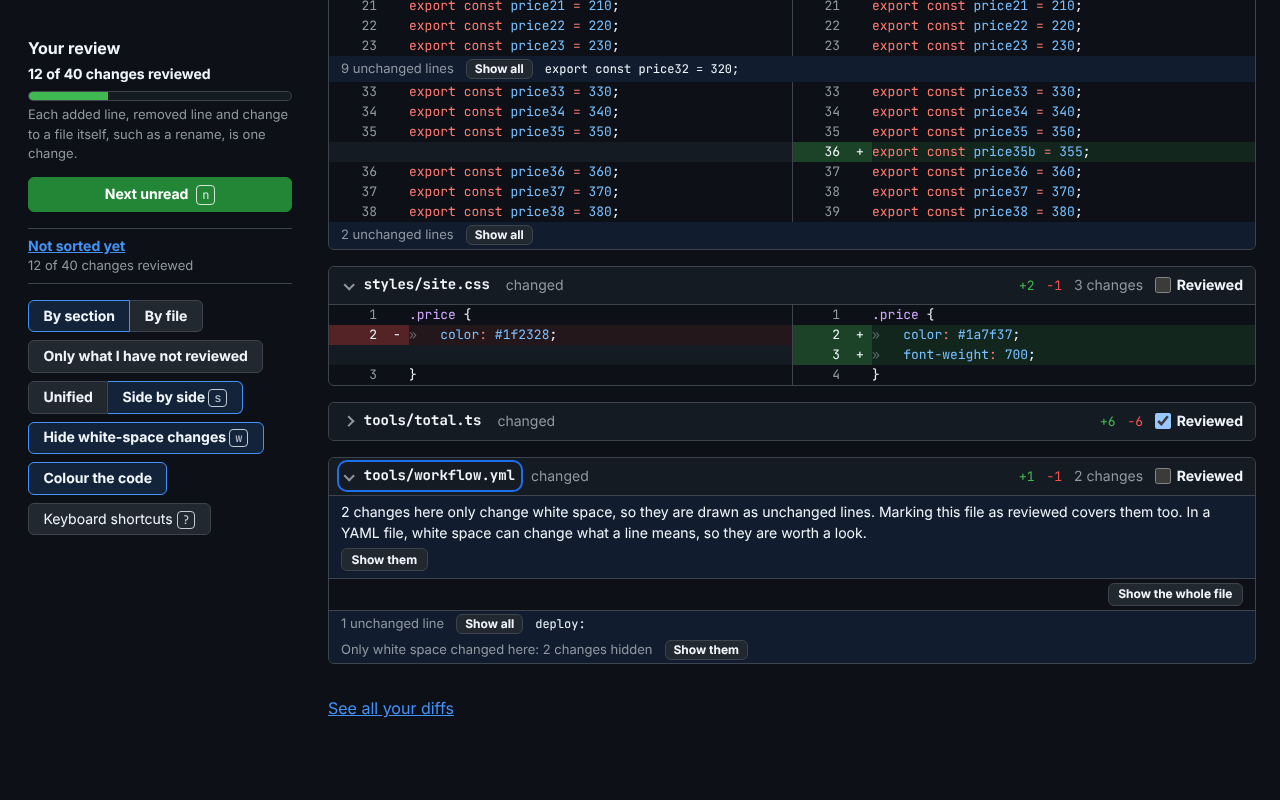 Your review
12 of 40 changes reviewed
Each added line, removed line and change
to a file itself, such as a rename, is one
change.
Next unread n
Not sorted yet
12 of 40 changes reviewed
By section By file
Only what I have not reviewed
Unified Side by side s
Hide white-space changes w
Colour the code
Keyboard shortcuts ?
21 export const price21 = 210; 21 export const price21 = 210;
22 export const price22 = 220; 22 export const price22 = 220;
23 export const price23 = 230; 23 export const price23 = 230;
9 unchanged lines Show all export const price32 = 320;
33 export const price33 = 330; 33 export const price33 = 330;
34 export const price34 = 340; 34 export const price34 = 340;
35 export const price35 = 350; 35 export const price35 = 350;
36 + export const price35b = 355;
36 export const price36 = 360; 37 export const price36 = 360;
37 export const price37 = 370; 38 export const price37 = 370;
38 export const price38 = 380; 39 export const price38 = 380;
2 unchanged lines Show all
styles/site.css changed +2 -1 3 changes Reviewed
1 .price { 1 .price {
2 - » color: #1f2328; 2 + » color: #1a7f37;
3 + » font-weight: 700;
3 } 4 }
tools/total.ts changed +6 -6 Reviewed
tools/workflow.yml changed +1 -1 2 changes Reviewed
2 changes here only change white space, so they are drawn as unchanged lines. Marking this file as reviewed covers them too. In a
YAML file, white space can change what a line means, so they are worth a look.
Show them
Show the whole file
1 unchanged line Show all deploy:
Only white space changed here: 2 changes hidden Show them
See all your diffs